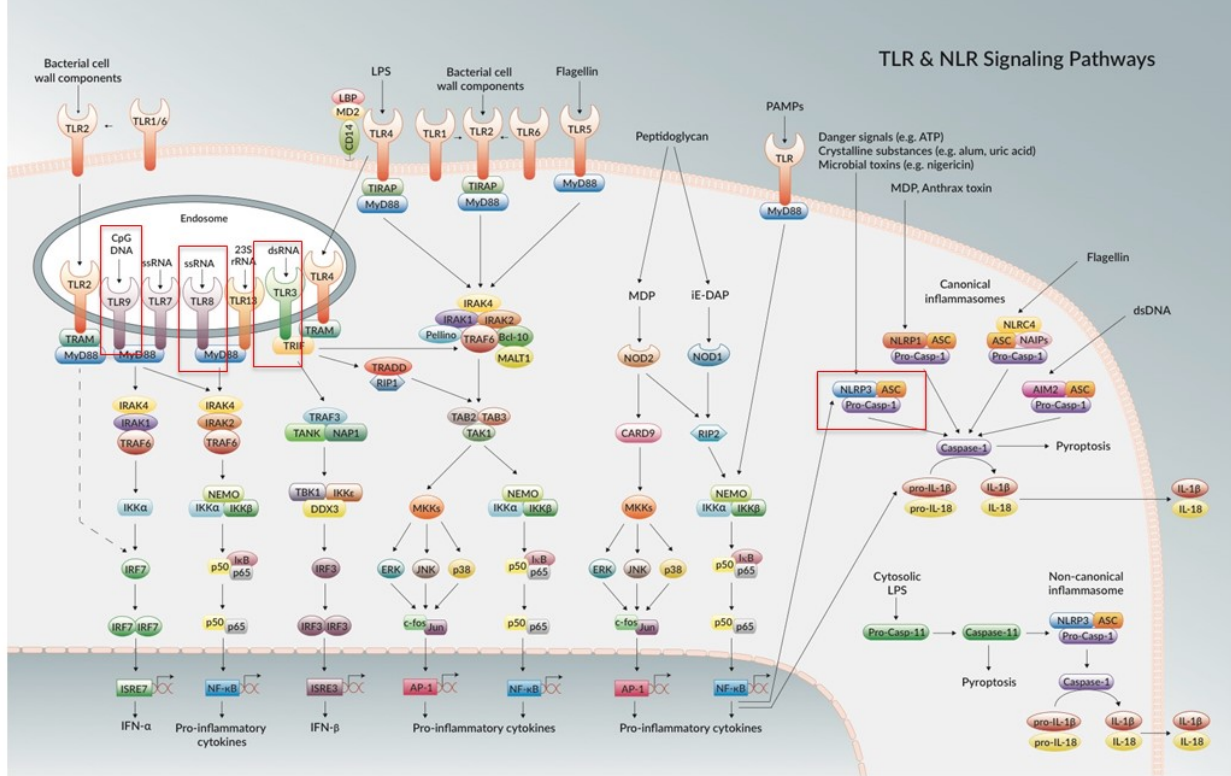 TLR & NLR Signaling Pathways
Bacterial cell
wall components
TLR2
TLR1/6
LPS
LBP
MD2
CD14
TLR4
TIRAP
MyD88
Bacterial cell
wall components
TLR1
TLR2
TLR6
TIRAP
MyD88
Flagellin
TLR5
MyD88
Peptidoglycan
PAMPs
TLR
MyD88
Danger signals (e.g. ATP)
Crystalline substances (e.g. alum, uric acid)
Microbial toxins (e.g. nigericin)
MDP, Anthrax toxin
Endosome
CpG
DNA
ssRNA
ssRNA
23S
rRNA
dsRNA
TLR2
TLR9
TLR7
TLR8
TLR13
TLR3
TLR4
TRAM
MyD88
MyD88
MyD88
TRIF
TRAM
IRAK4
IRAK1
IRAK2
Pellino
TRAF6
Bcl-10
MALT1
TRADD
RIP1
MDP
iE-DAP
NOD2
NOD1
Canonical
inflammasomes
Flagellin
dsDNA
NLRP1
ASC
Pro-Casp-1
NLRC4
ASC
NAIPs
Pro-Casp-1
NLRP3
ASC
Pro-Casp-1
AIM2
ASC
Pro-Casp-1
IRAK4
IRAK1
TRAF6
IRAK4
IRAK2
TRAF6
TRAF3
TANK
NAP1
TAB2
TAB3
TAK1
CARD9
RIP2
Caspase-1
Pyroptosis
IKKα
NEMO
IKKα
IKKβ
TBK1
IKKε
DDX3
MKKs
NEMO
IKKα
IKKβ
MKKs
NEMO
IKKα
IKKβ
pro-IL-1β
pro-IL-18
IL-1β
IL-18
IL-1β
IL-18
IRF7
p50
IκB
p65
IRF3
ERK
JNK
p38
p50
IκB
p65
ERK
JNK
p38
p50
IκB
p65
IRF7
IRF7
p50
p65
IRF3
IRF3
c-fos
Jun
p50
p65
c-fos
Jun
p50
p65
Cytosolic
LPS
Non-canonical
inflammasome
Pro-Casp-11
Caspase-11
NLRP3
ASC
Pro-Casp-1
Pyroptosis
Caspase-1
pro-IL-1β
pro-IL-18
IL-1β
IL-18
IL-1β
IL-18
ISRE7
NF-κB
ISRE3
AP-1
NF-κB
AP-1
NF-κB
IFN-α
Pro-inflammatory
cytokines
IFN-β
Pro-inflammatory cytokines
Pro-inflammatory cytokines